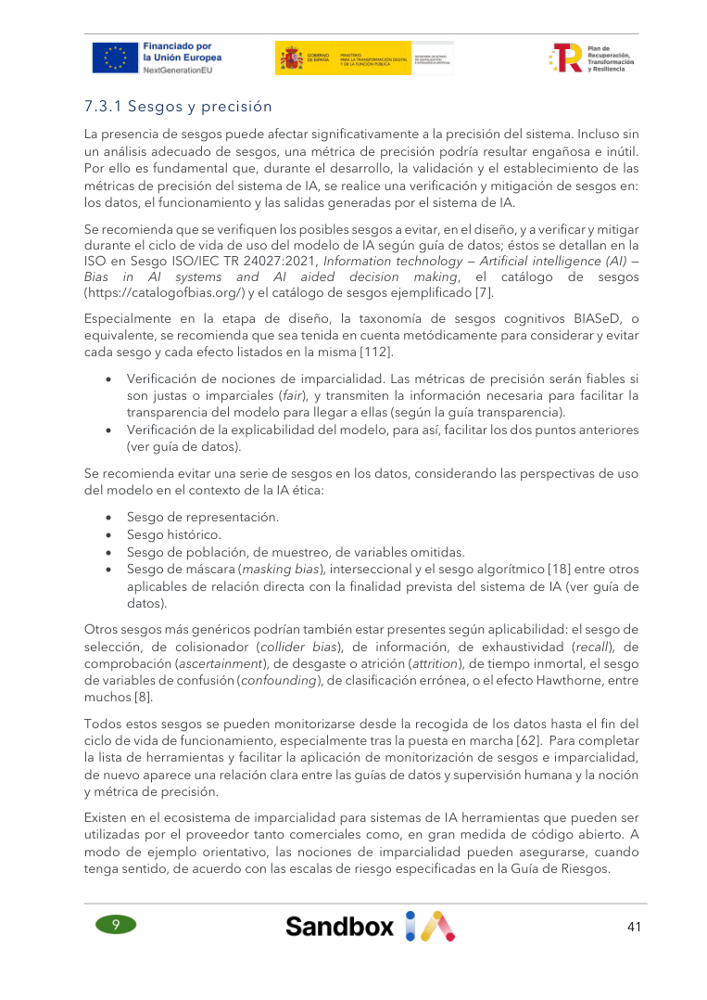 Financiado por
la Unión Europea
NextGenerationEU
GOBIERNO
DE ESPAÑA
MINISTERIO
PARA LA TRANSFORMACIÓN DIGITAL
Y DE LA FUNCIÓN PÚBLICA
SECRETARÍA DE ESTADO
DE DIGITALIZACIÓN
E INTELIGENCIA ARTIFICIAL
Plan de
Recuperación,
Transformación
y Resiliencia
7.3.1 Sesgos y precisión
La presencia de sesgos puede afectar significativamente a la precisión del sistema. Incluso sin
un análisis adecuado de sesgos, una métrica de precisión podría resultar engañosa e inútil.
Por ello es fundamental que, durante el desarrollo, la validación y el establecimiento de las
métricas de precisión del sistema de IA, se realice una verificación y mitigación de sesgos en:
los datos, el funcionamiento y las salidas generadas por el sistema de IA.
Se recomienda que se verifiquen los posibles sesgos a evitar, en el diseño, y a verificar y mitigar
durante el ciclo de vida de uso del modelo de IA según guía de datos; éstos se detallan en la
ISO en Sesgo ISO/IEC TR 24027:2021, Information technology — Artificial intelligence (AI) —
Bias in AI systems and AI aided decision making, el catálogo de sesgos
(https://catalogofbias.org/) y el catálogo de sesgos ejemplificado [7].
Especialmente en la etapa de diseño, la taxonomía de sesgos cognitivos BIASeD, o
equivalente, se recomienda que sea tenida en cuenta metódicamente para considerar y evitar
cada sesgo y cada efecto listados en la misma [112].
• Verificación de nociones de imparcialidad. Las métricas de precisión serán fiables si
son justas o imparciales (fair), y transmiten la información necesaria para facilitar la
transparencia del modelo para llegar a ellas (según la guía transparencia).
• Verificación de la explicabilidad del modelo, para así, facilitar los dos puntos anteriores
(ver guía de datos).
Se recomienda evitar una serie de sesgos en los datos, considerando las perspectivas de uso
del modelo en el contexto de la IA ética:
• Sesgo de representación.
• Sesgo histórico.
• Sesgo de población, de muestreo, de variables omitidas.
• Sesgo de máscara (masking bias), interseccional y el sesgo algorítmico [18] entre otros
aplicables de relación directa con la finalidad prevista del sistema de IA (ver guía de
datos).
Otros sesgos más genéricos podrían también estar presentes según aplicabilidad: el sesgo de
selección, de colisionador (collider bias), de información, de exhaustividad (recall), de
comprobación (ascertainment), de desgaste o atrición (attrition), de tiempo inmortal, el sesgo
de variables de confusión (confounding), de clasificación errónea, o el efecto Hawthorne, entre
muchos [8].
Todos estos sesgos se pueden monitorizarse desde la recogida de los datos hasta el fin del
ciclo de vida de funcionamiento, especialmente tras la puesta en marcha [62].  Para completar
la lista de herramientas y facilitar la aplicación de monitorización de sesgos e imparcialidad,
de nuevo aparece una relación clara entre las guías de datos y supervisión humana y la noción
y métrica de precisión.
Existen en el ecosistema de imparcialidad para sistemas de IA herramientas que pueden ser
utilizadas por el proveedor tanto comerciales como, en gran medida de código abierto. A
modo de ejemplo orientativo, las nociones de imparcialidad pueden asegurarse, cuando
tenga sentido, de acuerdo con las escalas de riesgo especificadas en la Guía de Riesgos.
9
Sandbox IA
41